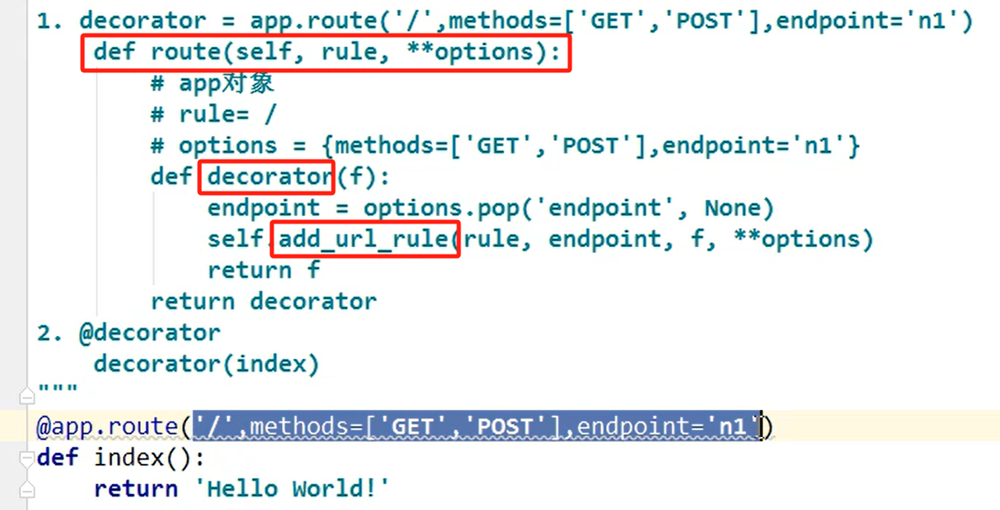 1. decorator = app.route('/',methods=['GET','POST'],endpoint='n1')
def route(self, rule, **options):
# app对象
# rule= /
# options = {methods=['GET','POST'],endpoint='n1'}
def decorator(f):
endpoint = options.pop('endpoint', None)
self.add_url_rule(rule, endpoint, f, **options)
return f
return decorator
2. @decorator
decorator(index)
"""
@app.route('/',methods=['GET','POST'],endpoint='n1')
def index():
return 'Hello World!'